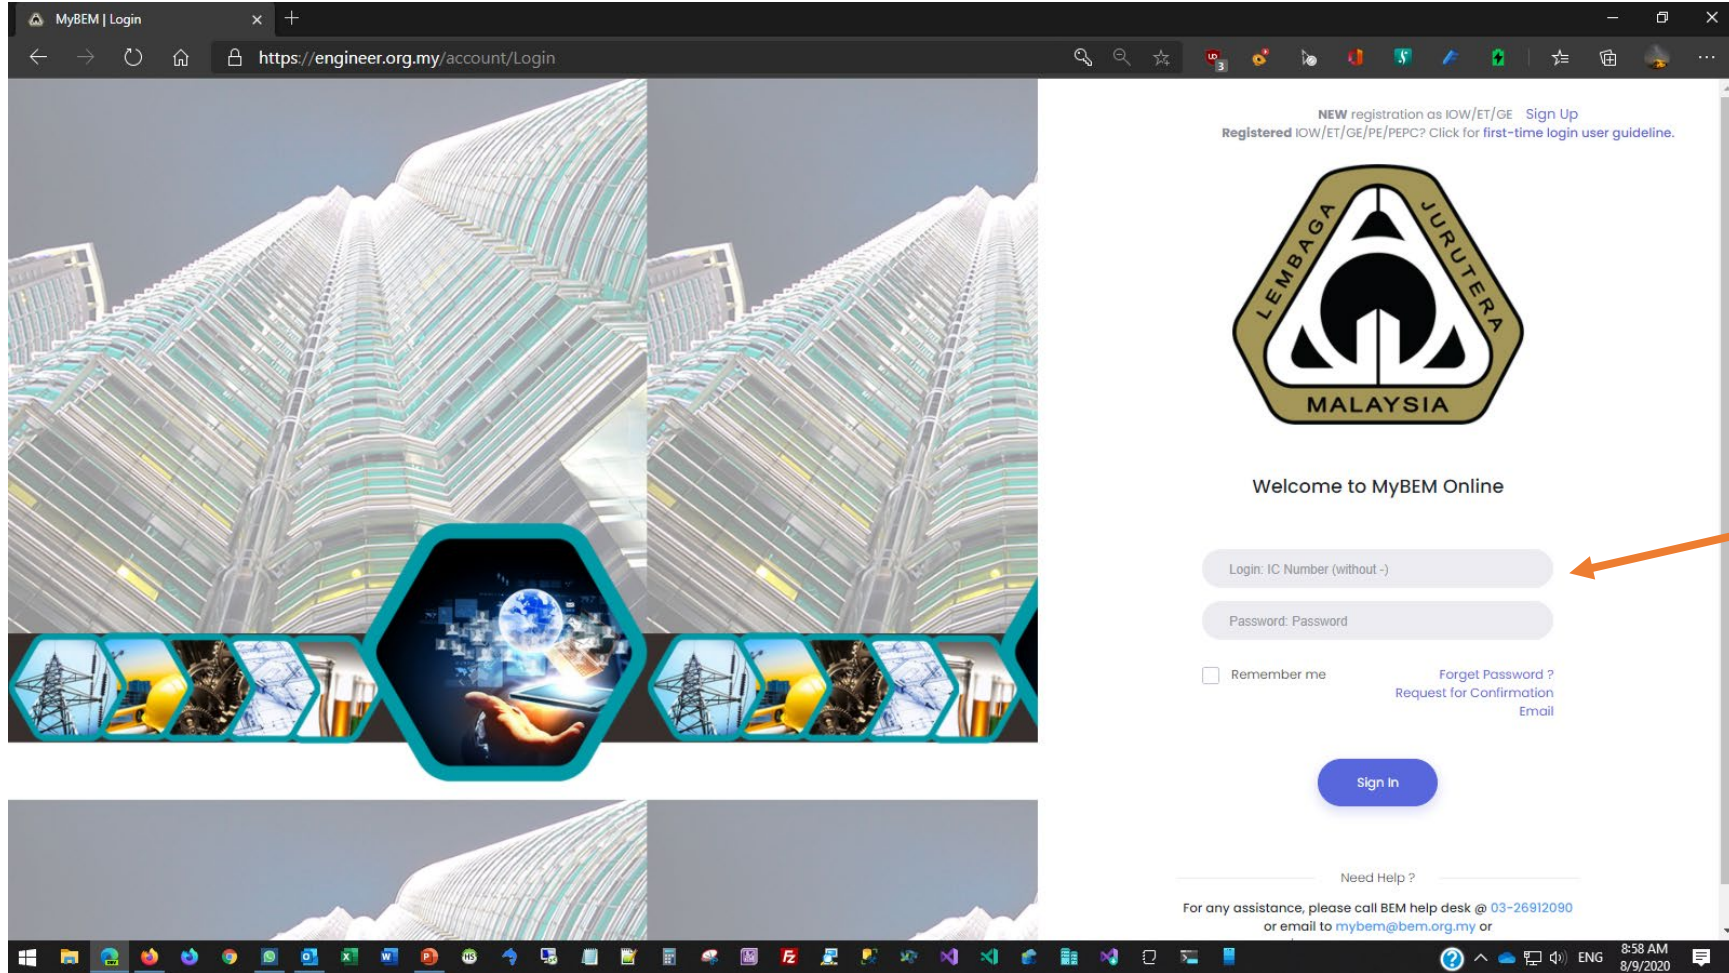 MyBEM | Login
https://engineer.org.my/account/Login
3
NEW registration as IOW/ET/GE Sign Up
Registered IOW/ET/GE/PE/PEPC? Click for first-time login user guideline.
LEMBAGA JURUTERA
MALAYSIA
Welcome to MyBEM Online
Login: IC Number (without -)
Password: Password
Remember me
Forget Password ?
Request for Confirmation
Email
Sign In
Need Help ?
For any assistance, please call BEM help desk @ 03-26912090
or email to mybem@bem.org.my or
ENG
8:58 AM
8/9/2020